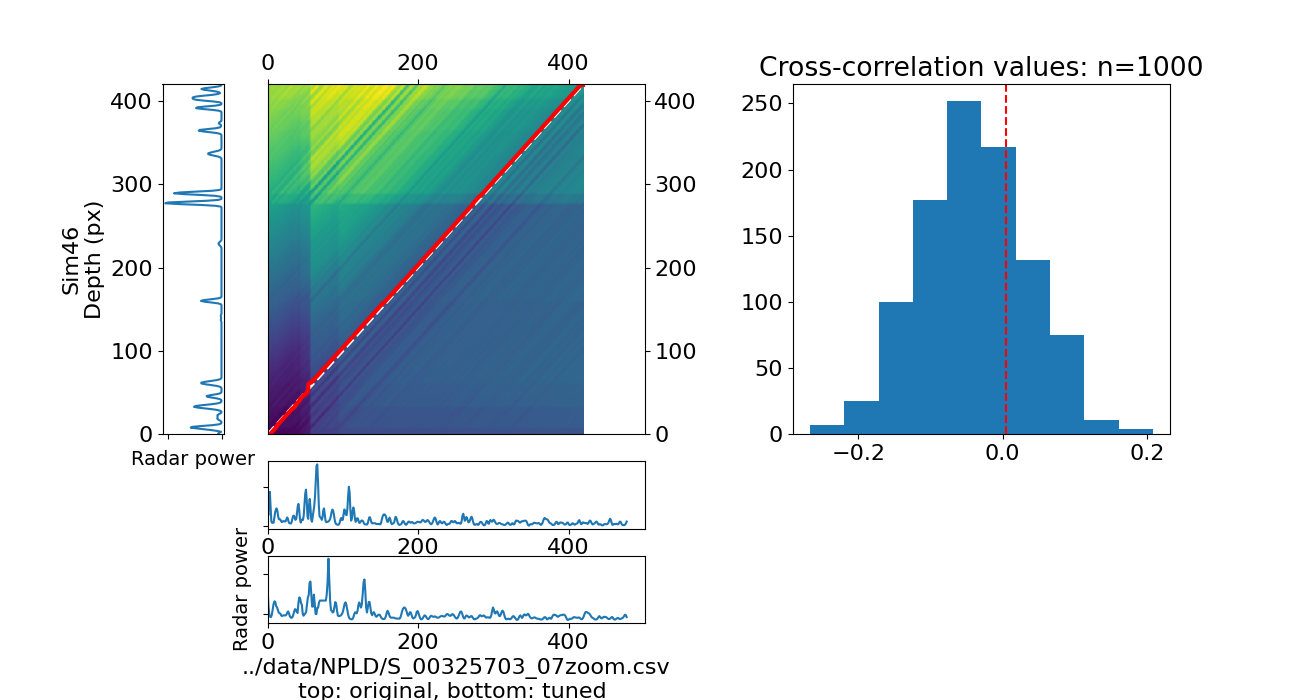 0 200 400
Cross-correlation values: n=1000
400 400 250
300 300 200
200 200 150
100 100 100
50
0 0 0
Sim46
Depth (px)
Radar power
−0.2 0.0 0.2
0 200 400
Radar power
0 200 400
../data/NPLD/S_00325703_07zoom.csv
top: original, bottom: tuned